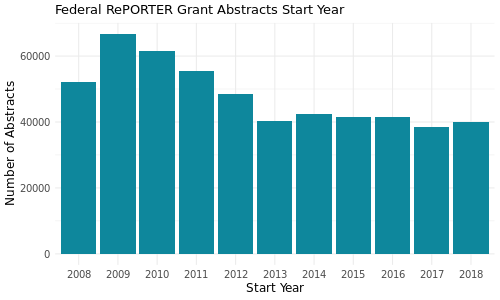 Federal RePORTER Grant Abstracts Start Year
Number of Abstracts
60000
40000
20000
0
2008 2009 2010 2011 2012 2013 2014 2015 2016 2017 2018
Start Year